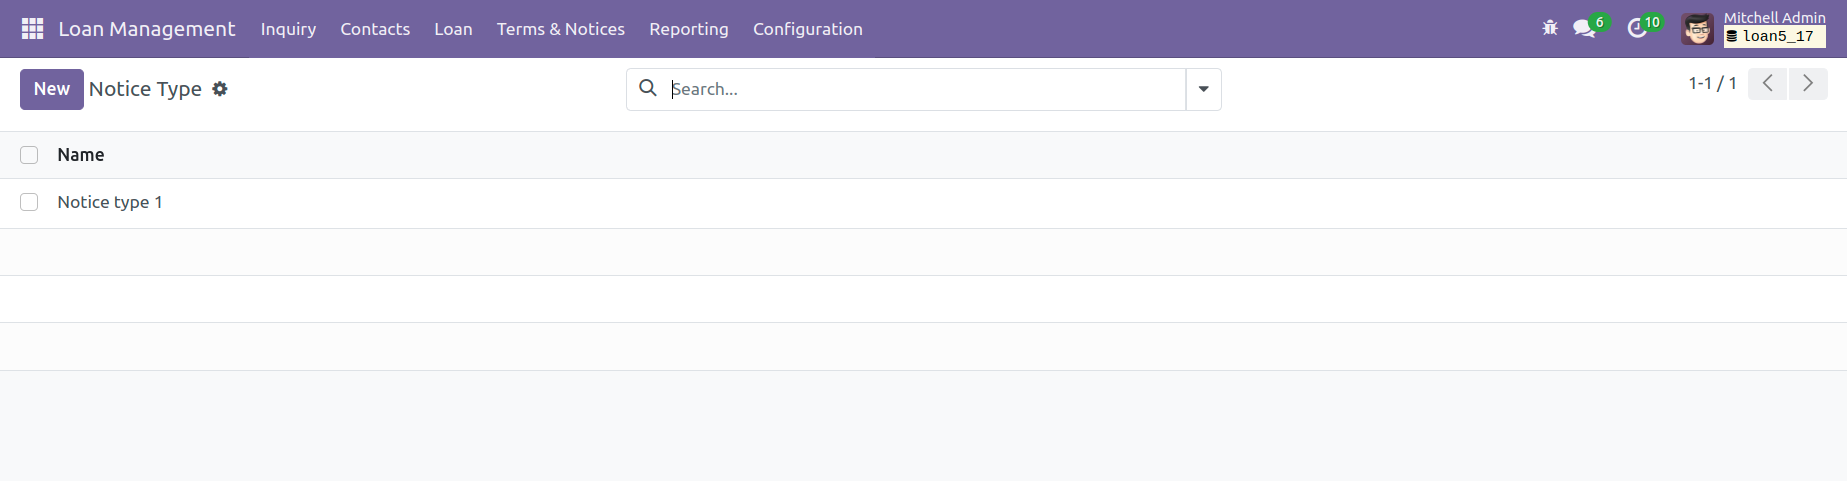 Loan Management Inquiry Contacts Loan Terms & Notices Reporting Configuration 6 10 Mitchell Admin
loan5_17
New Notice Type Search... 1-1 / 1
Name
Notice type 1